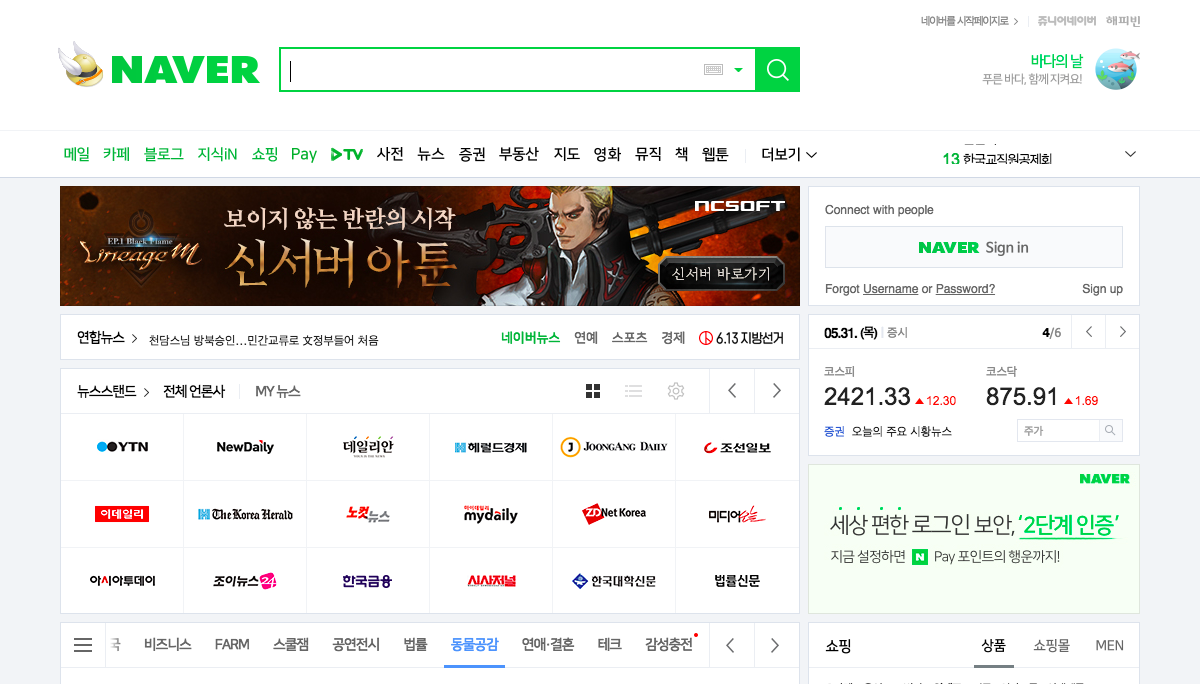 네이버를 시작페이지로 > 쥬니어네이버 해피빈
NAVER
바다의 날
푸른 바다, 함께 지켜요!
메일 카페 블로그 지식iN 쇼핑 Pay TV 사전 뉴스 증권 부동산 지도 영화 뮤직 책 웹툰 더보기
13 한국교직원공제회
EP.1 Black Flame
Lineage M
보이지 않는 반란의 시작
신서버 아툰
NCSOFT
신서버 바로가기
Connect with people
NAVER Sign in
Forgot Username or Password? Sign up
연합뉴스 > 천담스님 방북승인…민간교류로 文정부들어 처음
네이버뉴스 연예 스포츠 경제 6.13 지방선거
05.31. (목) 증시 4/6
뉴스스탠드 > 전체 언론사 MY 뉴스
코스피 코스닥
2421.33 ▲12.30 875.91 ▲1.69
증권 오늘의 주요 시황뉴스 주가
YTN NewDaily 데일리안 헤럴드경제 JOONGANG DAILY 조선일보
이데일리 The Korea Herald 노컷뉴스 마이데일리 mydaily ZDNet Korea 미디어오늘
아시아투데이 조이뉴스24 한국금융 시사저널 한국대학신문 법률신문
NAVER
세상 편한 로그인 보안, ‘2단계 인증’
지금 설정하면 N Pay 포인트의 행운까지!
비즈니스 FARM 스쿨잼 공연전시 법률 동물공감 연애·결혼 테크 감성충전
쇼핑 상품 쇼핑몰 MEN